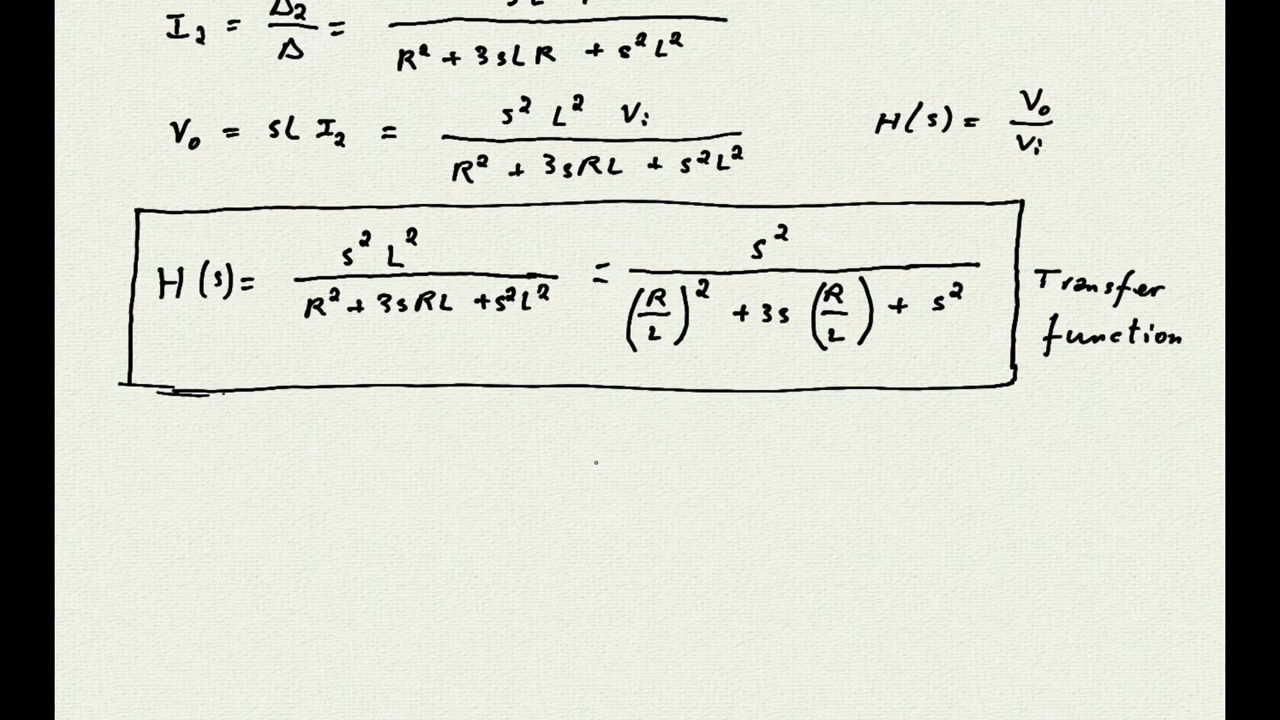 I₂ = Δ₂/Δ = sL / (R² + 3sLR + s²L²)
V₀ = sL I₂ = s² L² Vᵢ / (R² + 3sRL + s²L²)    H(s) = V₀/Vᵢ
H(s) = s² L² / (R² + 3sRL + s²L²) = s² / ((R/L)² + 3s (R/L) + s²)
Transfer
function